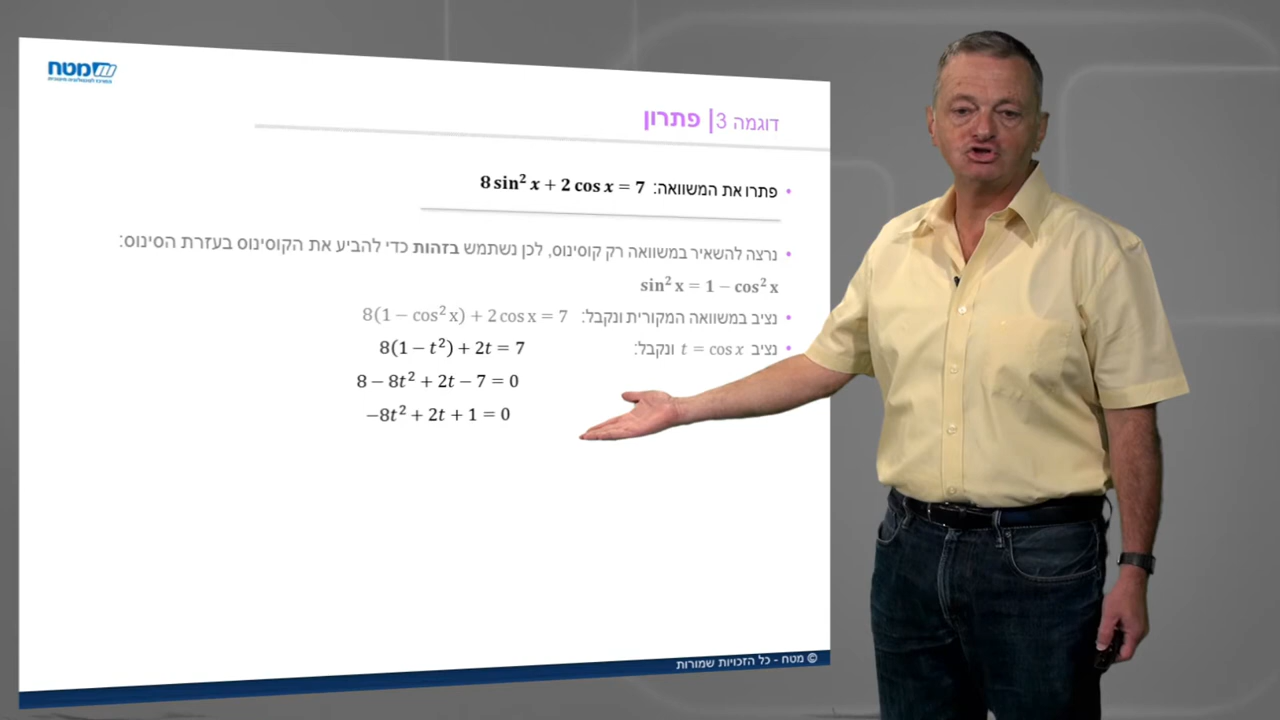 מטח
דוגמה 3| פתרון
פתרו את המשוואה: 8 sin² x + 2 cos x = 7
נרצה להשאיר במשוואה רק קוסינוס, לכן נשתמש בזהות כדי להביע את הקוסינוס בעזרת הסינוס:
sin² x = 1 − cos² x
נציב במשוואה המקורית ונקבל: 8(1 − cos² x) + 2 cos x = 7
נציב t = cos x ונקבל: 8(1 − t²) + 2t = 7
8 − 8t² + 2t − 7 = 0
−8t² + 2t + 1 = 0
© מטח - כל הזכויות שמורות